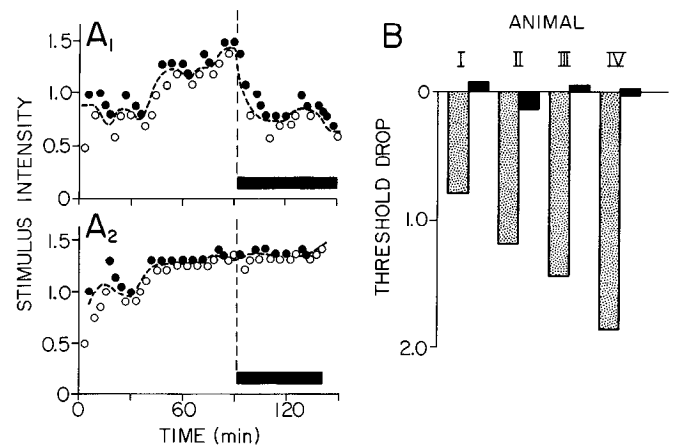 A1
1.5
1.0
0.5
0
A2
1.5
1.0
0.5
0
0 60 120
STIMULUS INTENSITY
TIME (min)
B
ANIMAL
I II III IV
0
1.0
2.0
THRESHOLD DROP